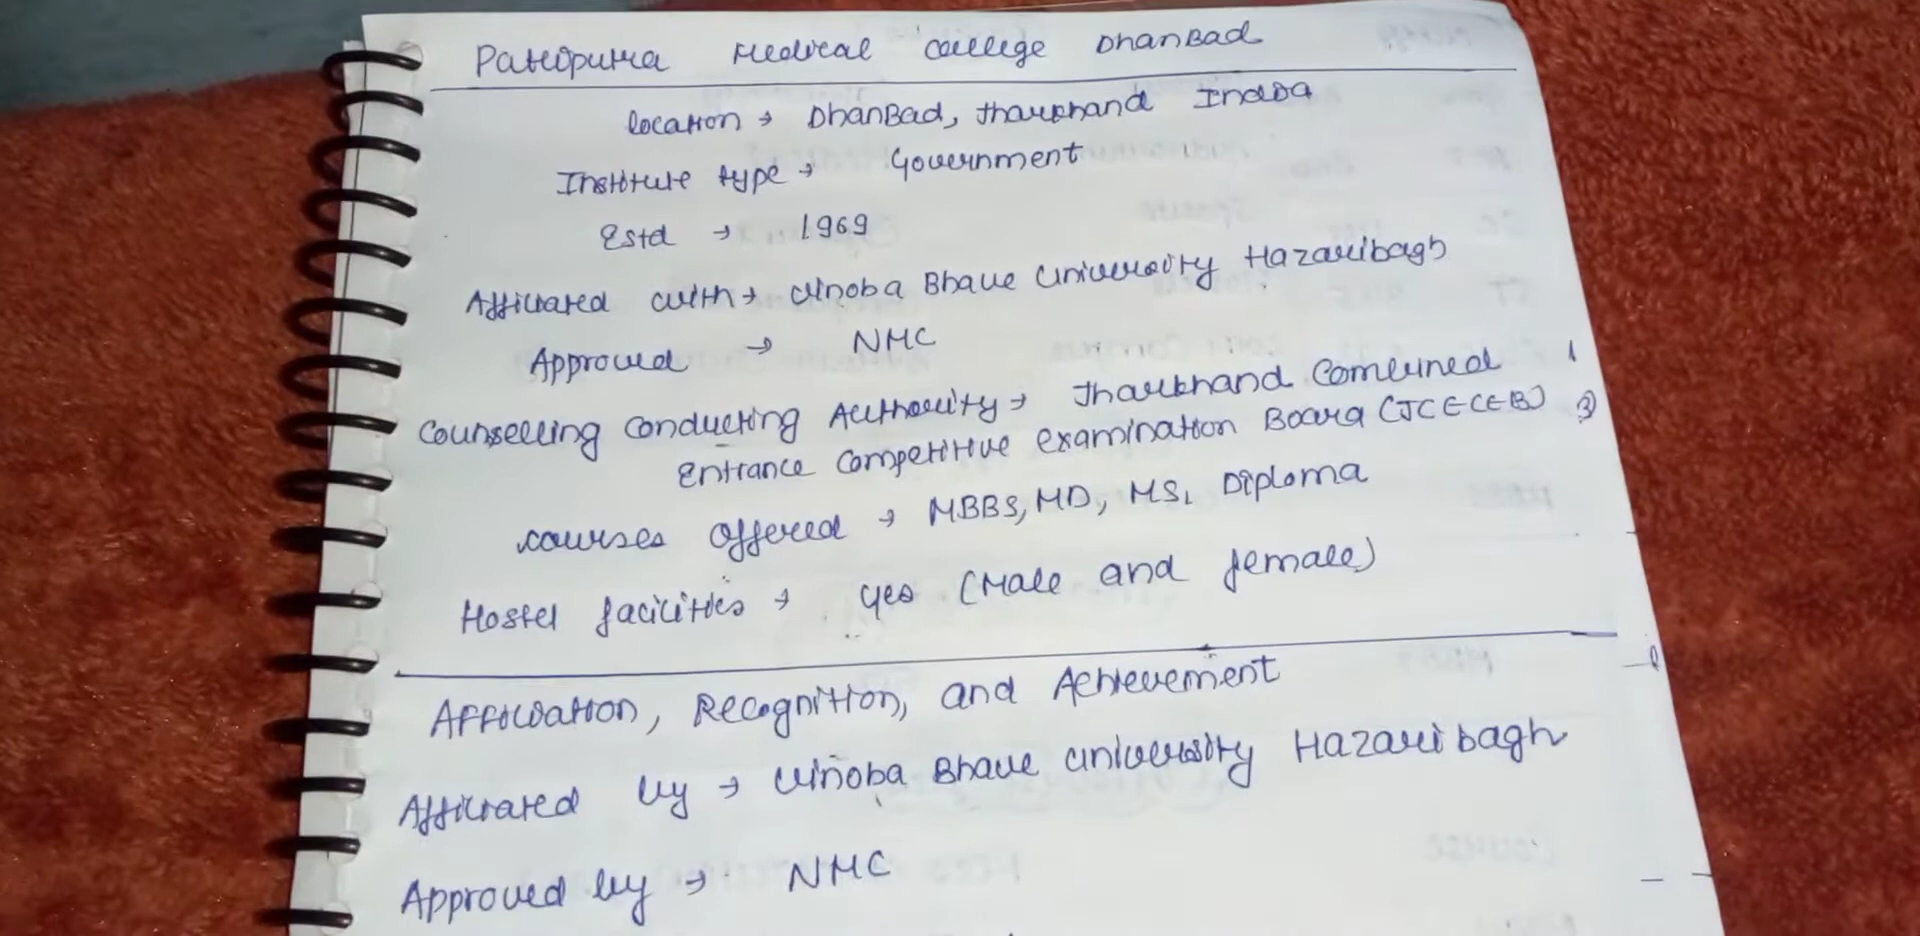 Pataliputra Medical College Dhanbad
Location → Dhanbad, Jharkhand India
Institute type → Government
Estd → 1969
Affiliated with → Vinoba Bhave University Hazaribagh
Approved → NMC
Counselling Conducting Authority → Jharkhand Combined
Entrance Competitive Examination Board (JCECEB)
courses offered → MBBS, MD, MS, Diploma
Hostel facilities → Yes (Male and female)
Affiliation, Recognition, and Achievement
Affiliated by → Vinoba Bhave University Hazaribagh
Approved by → NMC